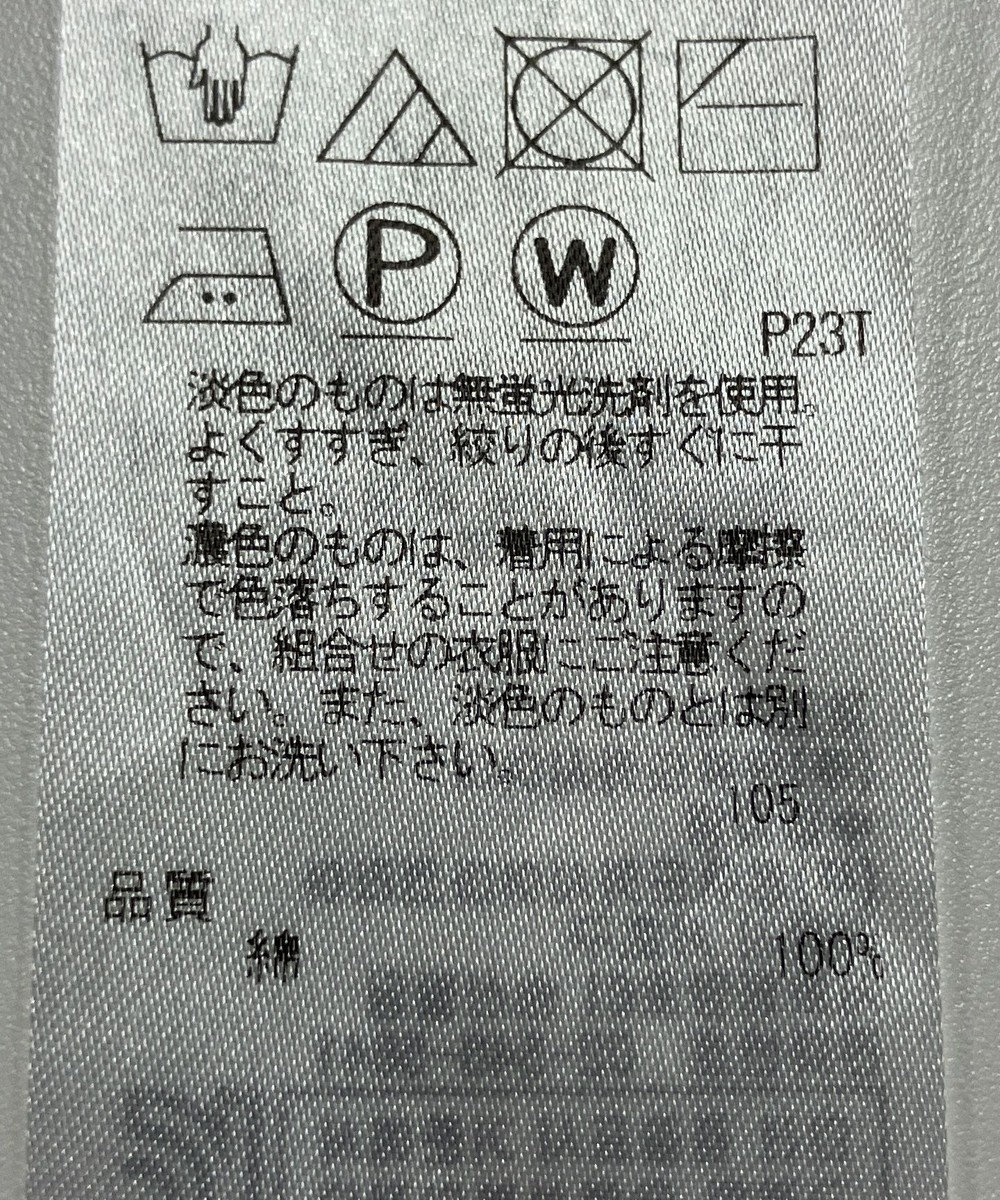 P W
P23T
淡色のものは無蛍光洗剤を使用。
よくすすぎ、絞りの後すぐに干
すこと。
濃色のものは、着用による摩擦
で色落ちすることがありますの
で、組合せの衣服にご注意くだ
さい。また、淡色のものとは別
にお洗い下さい。
105
品質
綿 100%